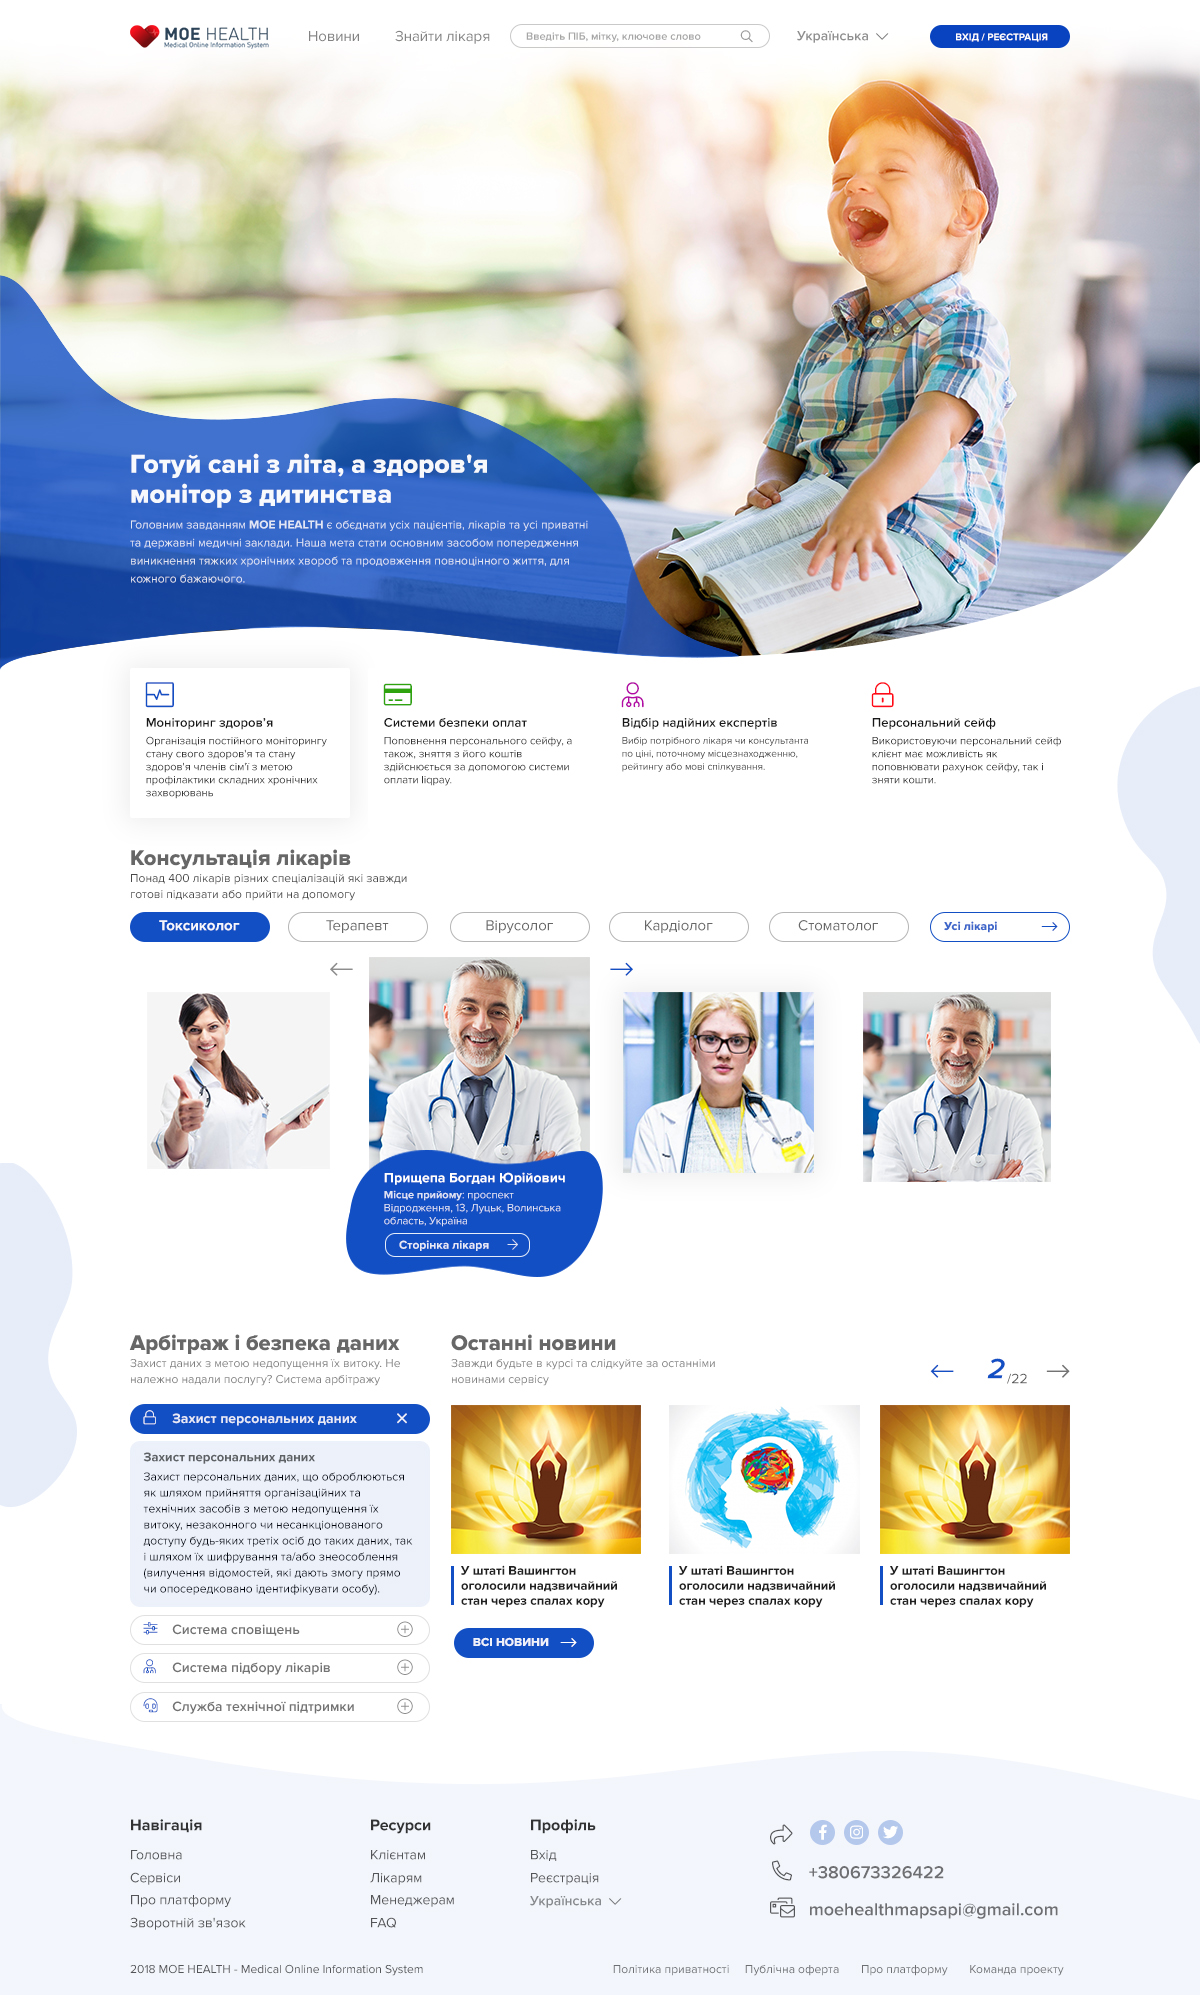 MOE HEALTH
Medical Online Information System
Новини
Знайти лікаря
Введіть ПІБ, мітку, ключове слово
Українська
ВХІД / РЕЄСТРАЦІЯ
Готуй сані з літа, а здоров'я
монітор з дитинства
Головним завданням MOE HEALTH є обєднати усіх пацієнтів, лікарів та усі приватні
та державні медичні заклади. Наша мета стати основним засобом попередження
виникнення тяжких хронічних хвороб та продовження повноцінного життя, для
кожного бажаючого.
Моніторинг здоров'я
Організація постійного моніторингу
стану свого здоров'я та стану
здоров'я членів сім'ї з метою
профілактики складних хронічних
захворювань
Системи безпеки оплат
Поповнення персонального сейфу, а
також, зняття з його коштів
здійснюється за допомогою системи
оплати liqpay.
Відбір надійних експертів
Вибір потрібного лікаря чи консультанта
по ціні, поточному місцезнаходженню,
рейтингу або мові спілкування.
Персональний сейф
Використовуючи персональний сейф
клієнт має можливість як
поповнювати рахунок сейфу, так і
зняти кошти.
Консультація лікарів
Понад 400 лікарів різних спеціалізацій які завжди
готові підказати або прийти на допомогу
Токсиколог
Терапевт
Вірусолог
Кардіолог
Стоматолог
Усі лікарі
Прищепа Богдан Юрійович
Місце прийому: проспект
Відродження, 13, Луцьк, Волинська
область, Україна
Сторінка лікаря
Арбітраж і безпека даних
Захист даних з метою недопущення їх витоку. Не
належно надали послугу? Система арбітражу
Захист персональних даних
Захист персональних даних
Захист персональних даних, що оброблюються
як шляхом прийняття організаційних та
технічних засобів з метою недопущення їх
витоку, незаконного чи несанкціонованого
доступу будь-яких третіх осіб до таких даних, так
і шляхом їх шифрування та/або знеособлення
(вилучення відомостей, які дають змогу прямо
чи опосередковано ідентифікувати особу).
Система сповіщень
Система підбору лікарів
Служба технічної підтримки
Останні новини
Завжди будьте в курсі та слідкуйте за останніми
новинами сервісу
2 /22
У штаті Вашингтон
оголосили надзвичайний
стан через спалах кору
У штаті Вашингтон
оголосили надзвичайний
стан через спалах кору
У штаті Вашингтон
оголосили надзвичайний
стан через спалах кору
ВСІ НОВИНИ
Навігація
Головна
Сервіси
Про платформу
Зворотній зв'язок
Ресурси
Клієнтам
Лікарям
Менеджерам
FAQ
Профіль
Вхід
Реєстрація
Українська
+380673326422
moehealthmapsapi@gmail.com
2018 MOE HEALTH - Medical Online Information System
Політика приватності
Публічна оферта
Про платформу
Команда проекту